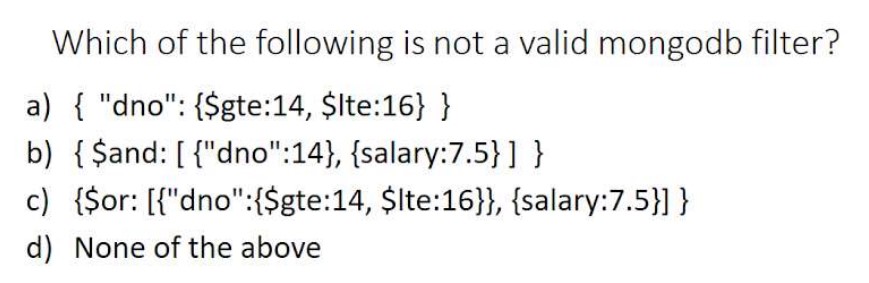 Which of the following is not a valid mongodb filter?
a) { "dno": {$gte:14, $lte:16} }
b) { $and: [ {"dno":14}, {salary:7.5} ] }
c) {$or: [{"dno":{$gte:14, $lte:16}}, {salary:7.5}] }
d) None of the above